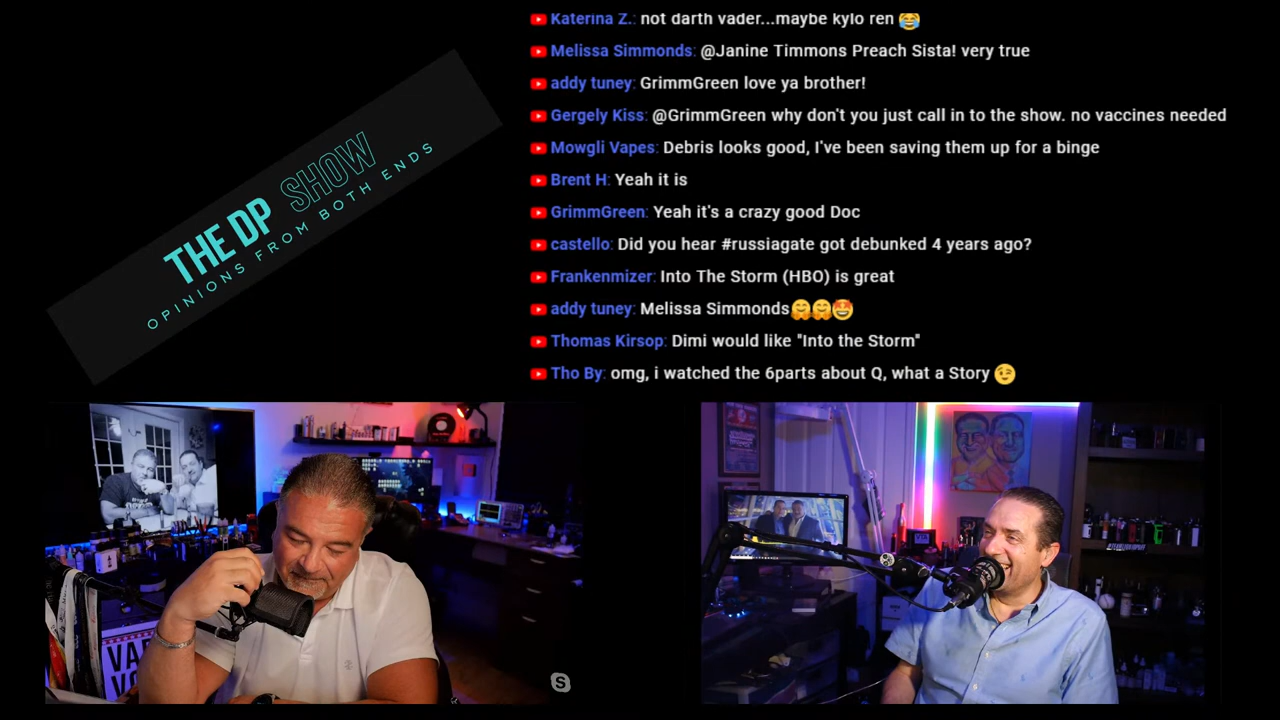 Katerina Z.: not darth vader...maybe kylo ren 😂
Melissa Simmonds: @Janine Timmons Preach Sista! very true
addy tuney: GrimmGreen love ya brother!
Gergely Kiss: @GrimmGreen why don't you just call in to the show. no vaccines needed
Mowgli Vapes: Debris looks good, I've been saving them up for a binge
Brent H: Yeah it is
GrimmGreen: Yeah it's a crazy good Doc
castello: Did you hear #russiagate got debunked 4 years ago?
Frankenmizer: Into The Storm (HBO) is great
addy tuney: Melissa Simmonds🤗🤗🤩
Thomas Kirsop: Dimi would like "Into the Storm"
Tho By: omg, i watched the 6parts about Q, what a Story 😉
THE DP SHOW
OPINIONS FROM BOTH ENDS
S